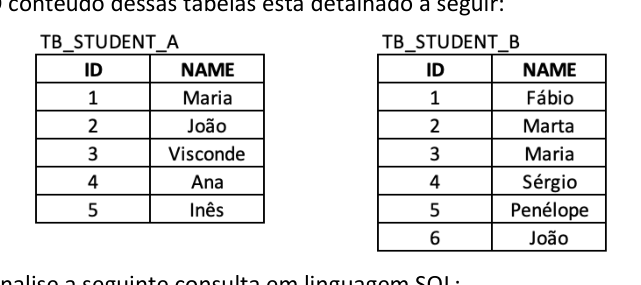 conteúdo dessas tabelas está detalhado a seguir:
TB_STUDENT_A
ID NAME
1 Maria
2 João
3 Visconde
4 Ana
5 Inês
TB_STUDENT_B
ID NAME
1 Fábio
2 Marta
3 Maria
4 Sérgio
5 Penélope
6 João
nalise a seguinte consulta em linguagem SQL: